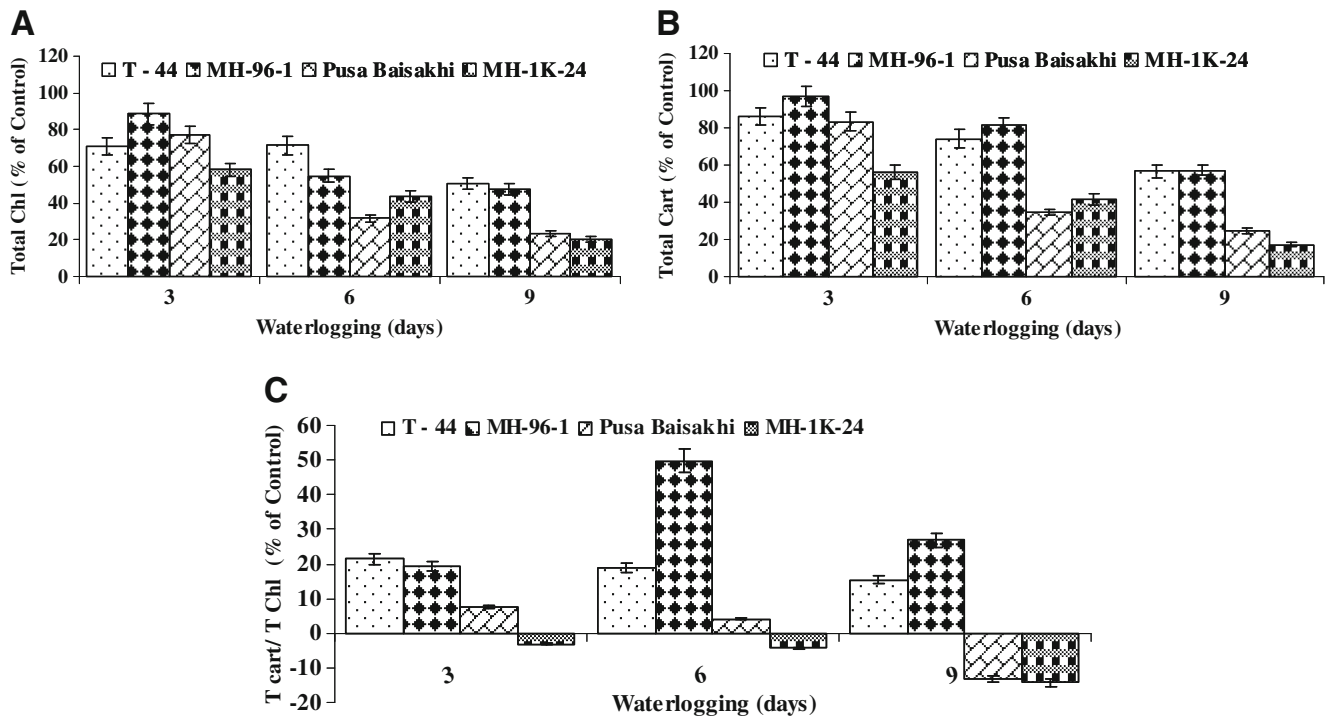 A
Total Chl (% of Control)
120
100
80
60
40
20
0
T - 44 MH-96-1 Pusa Baisakhi MH-1K-24
3 6 9
Waterlogging (days)
B
Total Cart (% of Control)
120
100
80
60
40
20
0
T - 44 MH-96-1 Pusa Baisakhi MH-1K-24
3 6 9
Waterlogging (days)
C
T cart/ T Chl (% of Control)
60
50
40
30
20
10
0
-10
-20
T - 44 MH-96-1 Pusa Baisakhi MH-1K-24
3 6 9
Waterlogging (days)